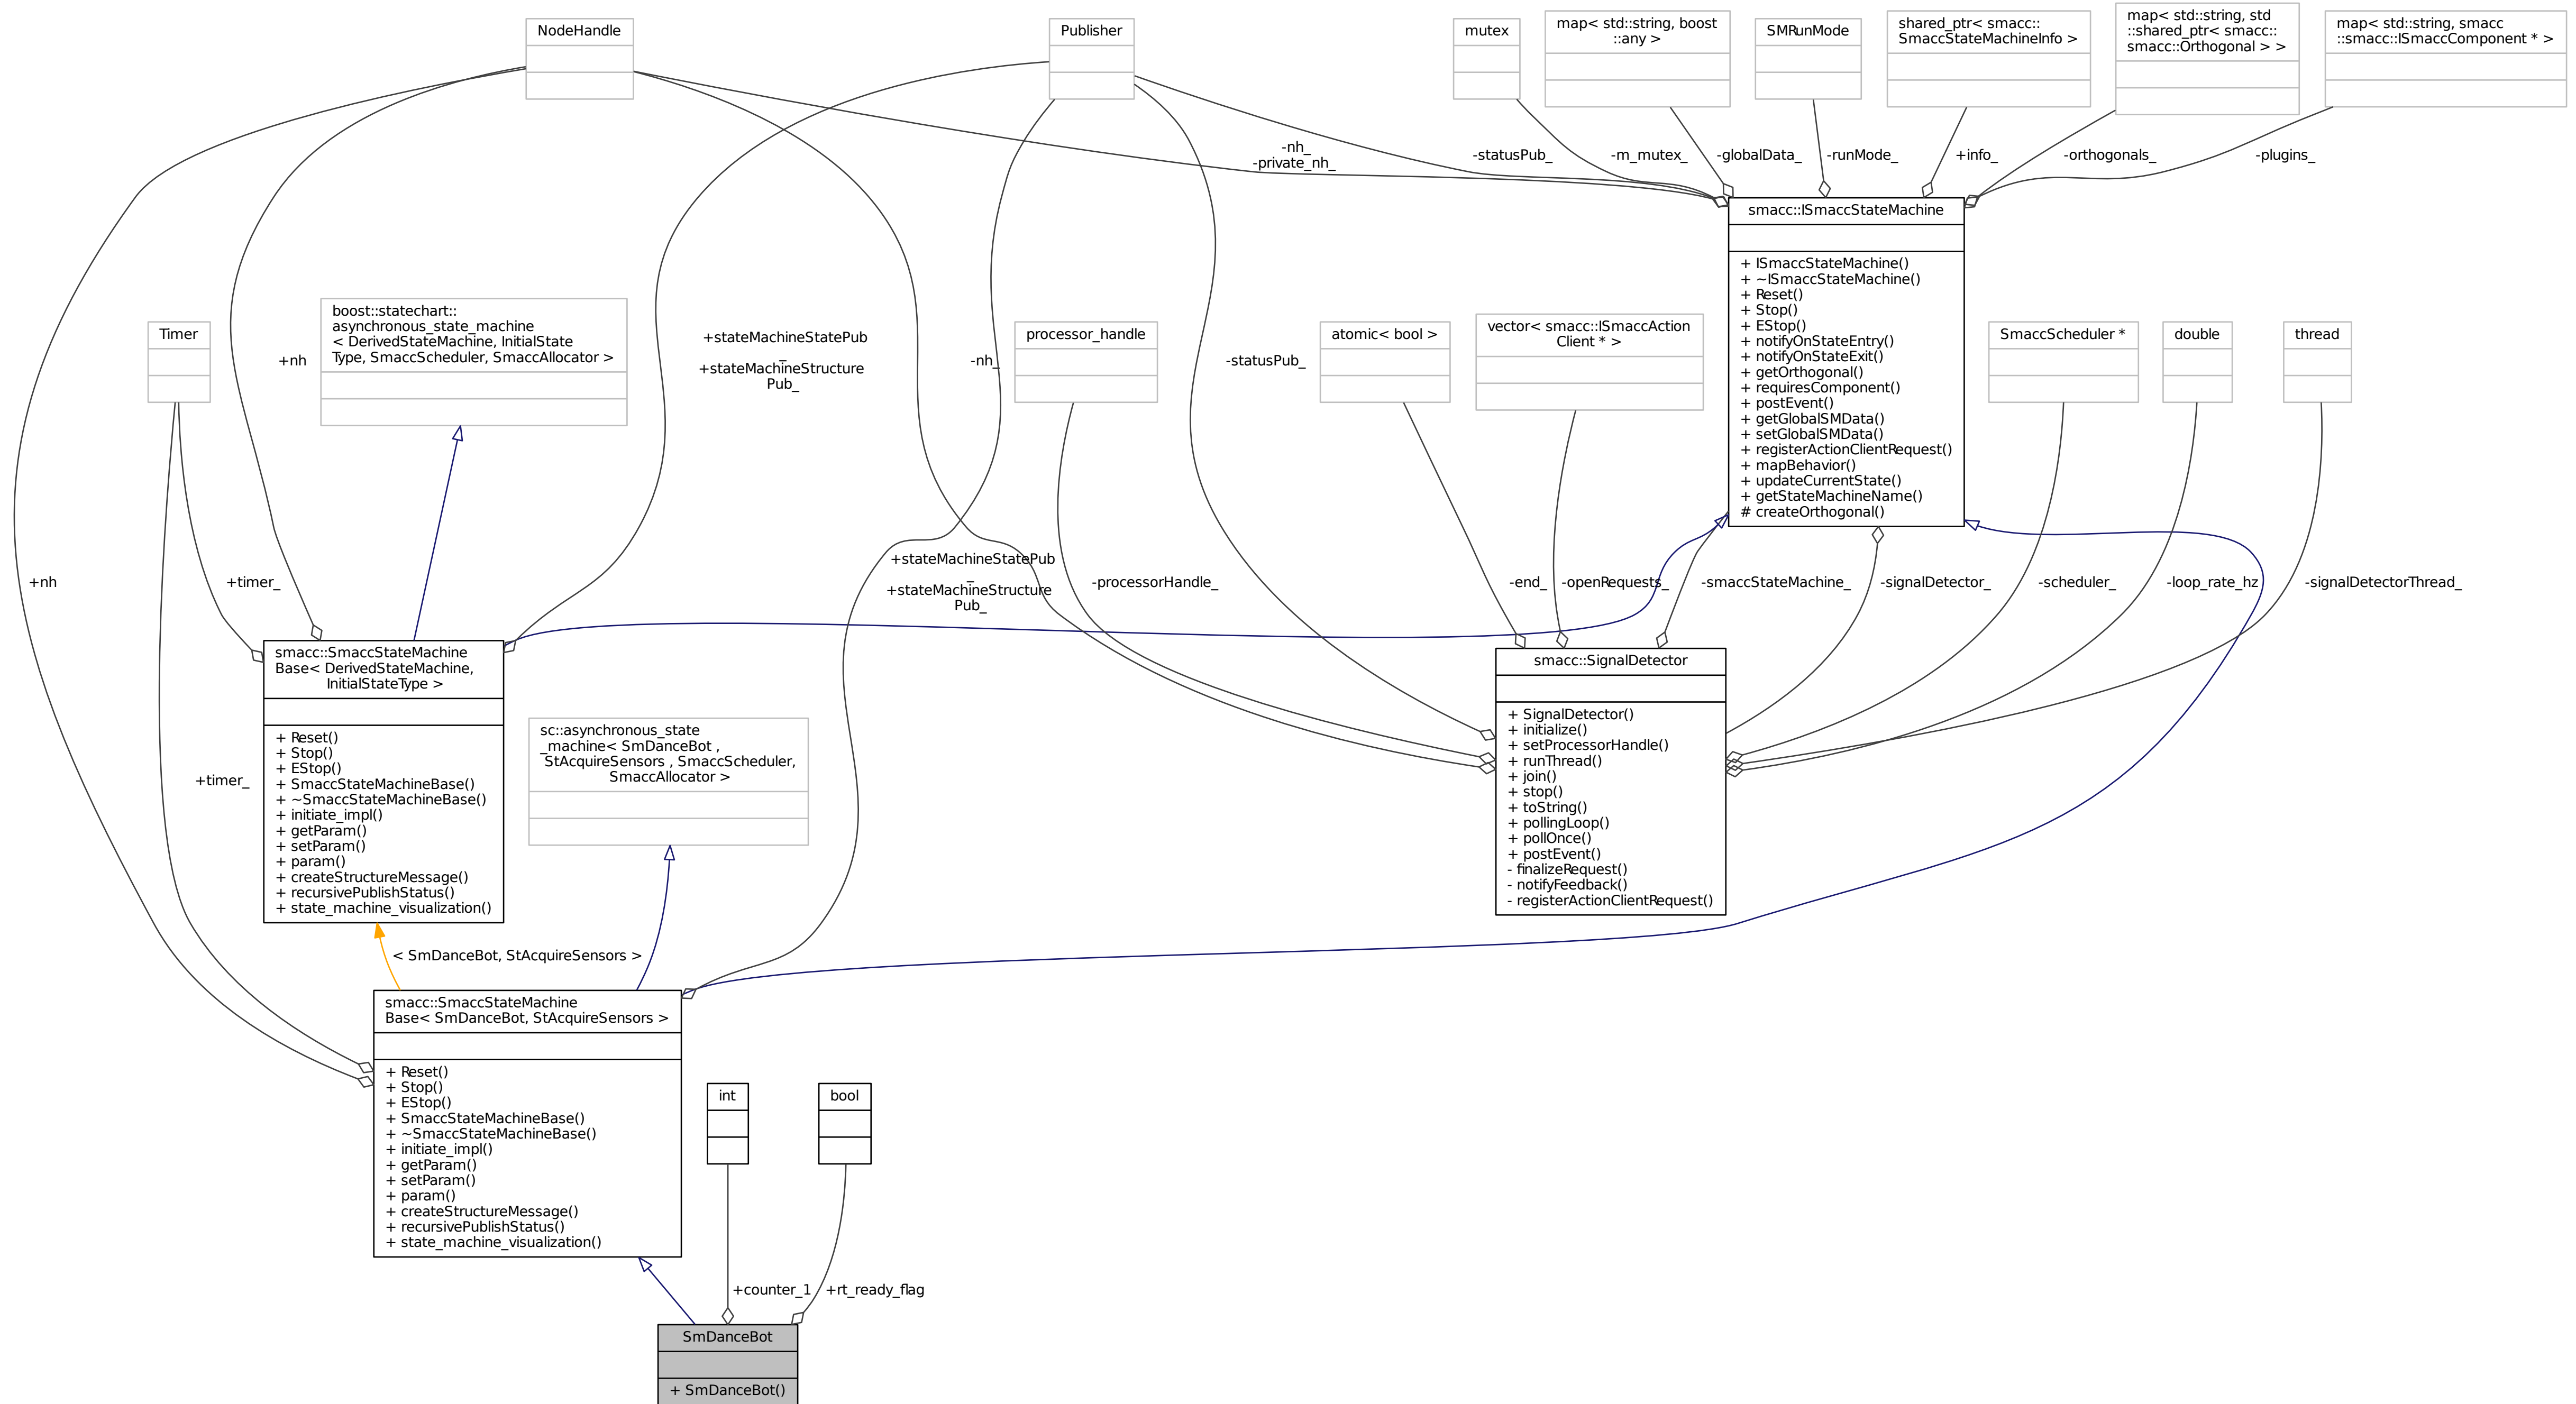 NodeHandle
Publisher
mutex
map< std::string, boost
::any >
SMRunMode
shared_ptr< smacc::
SmaccStateMachineInfo >
map< std::string, std
::shared_ptr< smacc::
smacc::Orthogonal > >
map< std::string, smacc
::smacc::ISmaccComponent * >
-nh_
-private_nh_
-statusPub_
-m_mutex_
-globalData_
-runMode_
+info_
-orthogonals_
-plugins_
smacc::ISmaccStateMachine
+ ISmaccStateMachine()
+ ~ISmaccStateMachine()
+ Reset()
+ Stop()
+ EStop()
+ notifyOnStateEntry()
+ notifyOnStateExit()
+ getOrthogonal()
+ requiresComponent()
+ postEvent()
+ getGlobalSMData()
+ setGlobalSMData()
+ registerActionClientRequest()
+ mapBehavior()
+ updateCurrentState()
+ getStateMachineName()
# createOrthogonal()
Timer
boost::statechart::
asynchronous_state_machine
< DerivedStateMachine, InitialState
Type, SmaccScheduler, SmaccAllocator >
+nh
+stateMachineStatePub
_
+stateMachineStructure
Pub_
-nh_
processor_handle
-statusPub_
atomic< bool >
vector< smacc::ISmaccAction
Client * >
SmaccScheduler *
double
thread
+nh
+timer_
+stateMachineStatePub
_
+stateMachineStructure
Pub_
-processorHandle_
-end_
-openRequests_
-smaccStateMachine_
-signalDetector_
-scheduler_
-loop_rate_hz
-signalDetectorThread_
smacc::SmaccStateMachine
Base< DerivedStateMachine,
InitialStateType >
+ Reset()
+ Stop()
+ EStop()
+ SmaccStateMachineBase()
+ ~SmaccStateMachineBase()
+ initiate_impl()
+ getParam()
+ setParam()
+ param()
+ createStructureMessage()
+ recursivePublishStatus()
+ state_machine_visualization()
smacc::SignalDetector
+ SignalDetector()
+ initialize()
+ setProcessorHandle()
+ runThread()
+ join()
+ stop()
+ toString()
+ pollingLoop()
+ pollOnce()
+ postEvent()
- finalizeRequest()
- notifyFeedback()
- registerActionClientRequest()
+timer_
sc::asynchronous_state
_machine< SmDanceBot ,
StAcquireSensors , SmaccScheduler,
SmaccAllocator >
< SmDanceBot, StAcquireSensors >
smacc::SmaccStateMachine
Base< SmDanceBot, StAcquireSensors >
+ Reset()
+ Stop()
+ EStop()
+ SmaccStateMachineBase()
+ ~SmaccStateMachineBase()
+ initiate_impl()
+ getParam()
+ setParam()
+ param()
+ createStructureMessage()
+ recursivePublishStatus()
+ state_machine_visualization()
int
bool
+counter_1
+rt_ready_flag
SmDanceBot
+ SmDanceBot()